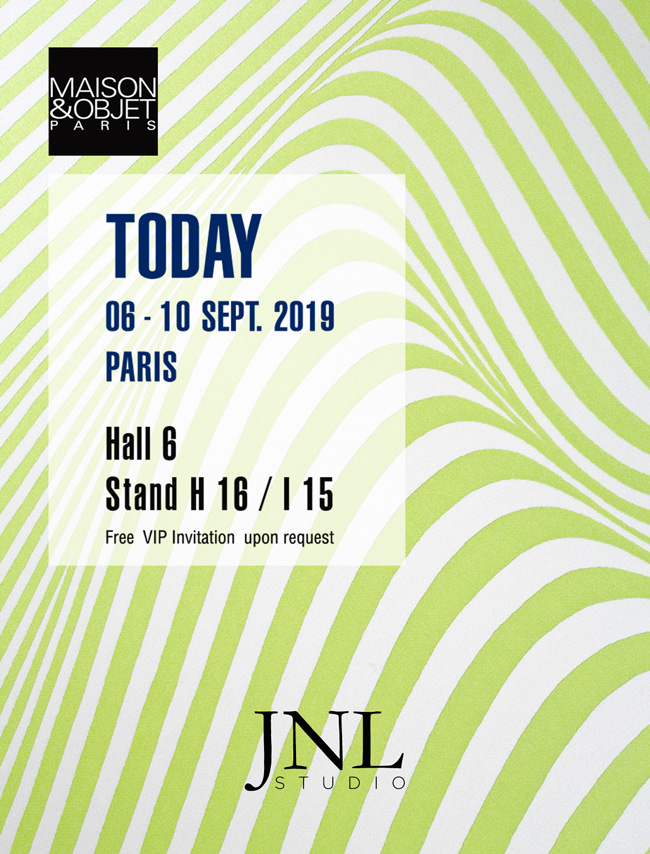 MAISON
&OBJET
PARIS
TODAY
06 - 10 SEPT. 2019
PARIS
Hall 6
Stand H 16 / I 15
Free VIP Invitation upon request
JNL
STUDIO